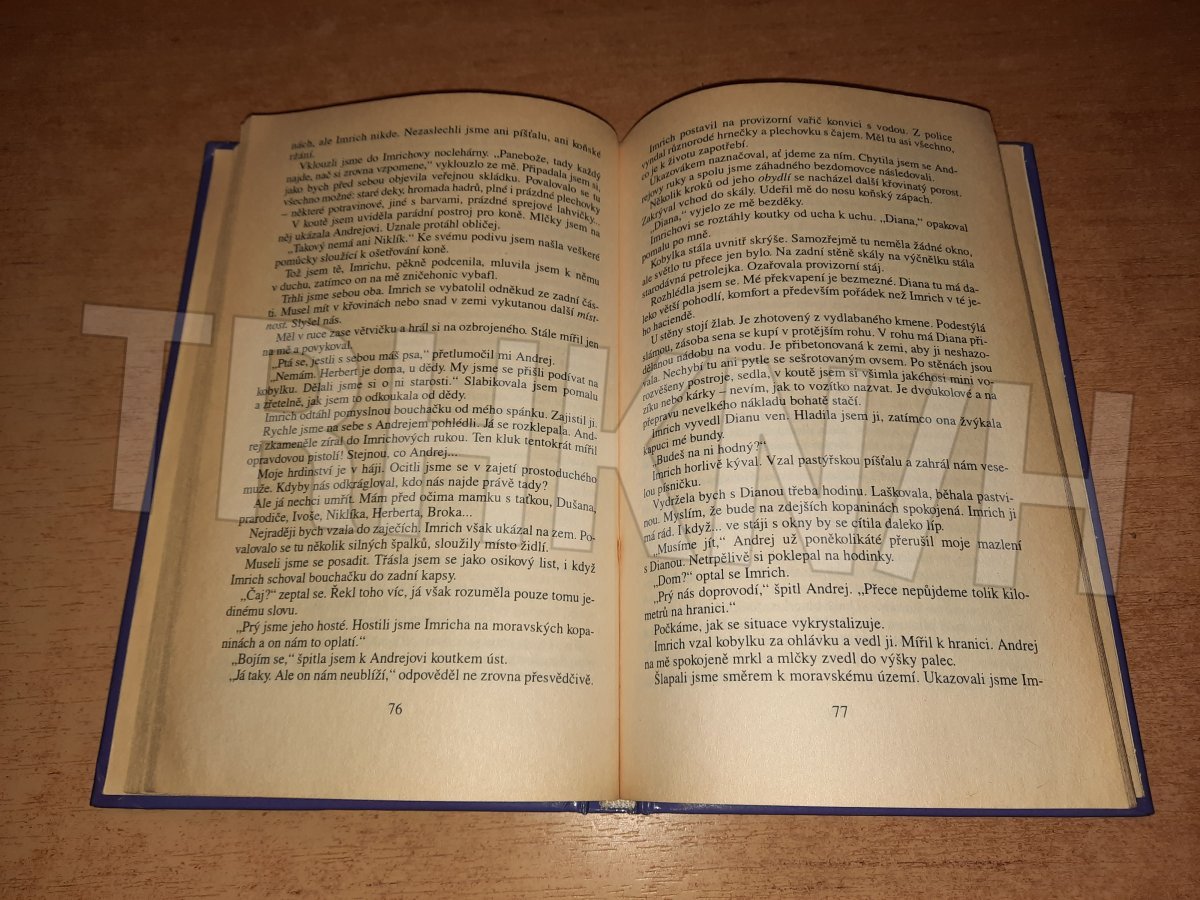 nách, ale Imrich nikde. Nezaslechli jsme ani píšťalu, ani koňské
ržání.
Vklouzli jsme do Imrichovy noclehárny. „Panebože, tady každý
najde, nač si zrovna vzpomene,“ vyklouzlo ze mě. Připadala jsem si,
jako bych před sebou objevila veřejnou skládku. Povalovalo se tu
všechno možné: staré deky, hromada hadrů, plné i prázdné plechovky
– některé potravinové, jiné s barvami, prázdné sprejové lahvičky...
V koutě jsem uviděla parádní postroj pro koně. Mlčky jsem na
něj ukázala Andrejovi. Uznale protáhl obličej.
„Takový nemá ani Niklík.“ Ke svému podivu jsem našla veškeré
pomůcky sloužící k ošetřování koně.
Tož jsem tě, Imrichu, pěkně podcenila, mluvila jsem k němu
v duchu, zatímco on na mě zničehonic vybafl.
Trhli jsme sebou oba. Imrich se vybatolil odněkud ze zadní čás-
ti. Musel mít v křovinách nebo snad v zemi vykutanou další míst-
nost. Slyšel nás.
Měl v ruce zase větvičku a hrál si na ozbrojeného. Stále mířil jen
na mě a povykoval.
„Ptá se, jestli s sebou máš psa,“ přetlumočil mi Andrej.
„Nemám. Herbert je doma, u dědy. My jsme se přišli podívat na
kobylku. Dělali jsme si o ni starosti.“ Slabikovala jsem pomalu
a zřetelně, jak jsem to odkoukala od dědy.
Imrich odtáhl pomyslnou bouchačku od mého spánku. Zajistil ji.
Rychle jsme na sebe s Andrejem pohlédli. Já se rozklepala. And-
rej zkameněle zíral do Imrichových rukou. Ten kluk tentokrát mířil
opravdovou pistolí! Stejnou, co Andrej...
Moje hrdinství je v háji. Ocitli jsme se v zajetí prostoduchého
muže. Kdyby nás odkrágloval, kdo nás najde právě tady?
Ale já nechci umřít. Mám před očima mamku s taťkou, Dušana,
prarodiče, Ivoše, Niklíka, Herberta, Broka...
Nejraději bych vzala do zaječích. Imrich však ukázal na zem. Po-
valovalo se tu několik silných špalků, sloužily místo židlí.
Museli jsme se posadit. Třásla jsem se jako osikový list, i když
Imrich schoval bouchačku do zadní kapsy.
„Čaj?“ zeptal se. Řekl toho víc, já však rozuměla pouze tomu je-
dinému slovu.
„Prý jsme jeho hosté. Hostili jsme Imricha na moravských kopa-
ninách a on nám to oplatí.“
„Bojím se,“ špitla jsem k Andrejovi koutkem úst.
„Já taky. Ale on nám neublíží,“ odpověděl ne zrovna přesvědčivě.
76
Imrich postavil na provizorní vařič konvici s vodou. Z police
vyndal různorodé hrnečky a plechovku s čajem. Měl tu asi všechno,
co je k životu zapotřebí.
Ukazovákem naznačoval, ať jdeme za ním. Chytila jsem se And-
rejovy ruky a spolu jsme záhadného bezdomovce následovali.
Několik kroků od jeho obydlí se nacházel další křovinatý porost.
Zakrýval vchod do skály. Udeřil mě do nosu koňský zápach.
„Diana,“ vyjelo ze mě bezděky.
Imrichovi se roztáhly koutky od ucha k uchu. „Diana,“ opakoval
pomalu po mně.
Kobylka stála uvnitř skrýše. Samozřejmě tu neměla žádné okno,
ale světlo tu přece jen bylo. Na zadní stěně skály na výčnělku stála
starodávná petrolejka. Ozařovala provizorní stáj.
Rozhlédla jsem se. Mé překvapení je bezmezné. Diana tu má da-
leko větší pohodlí, komfort a především pořádek než Imrich v té je-
ho haciendě.
U stěny stojí žlab. Je zhotovený z vydlabaného kmene. Podestýlá
slámou, zásoba sena se kupí v protějším rohu. V rohu má Diana při-
dělanou nádobu na vodu. Je přibetonovaná k zemi, aby ji neshazo-
vala. Nechybí tu ani pytle se sešrotovaným ovsem. Po stěnách jsou
rozvěšeny postroje, sedla, v koutě jsem si všimla jakéhosi mini vo-
zíku nebo kárky – nevím, jak to vozítko nazvat. Je dvoukolové a na
přepravu nevelkého nákladu bohatě stačí.
Imrich vyvedl Dianu ven. Hladila jsem ji, zatímco ona žvýkala
kapuci mé bundy.
„Budeš na ni hodný?“
Imrich horlivě kýval. Vzal pastýřskou píšťalu a zahrál nám vese-
lou písničku.
Vydržela bych s Dianou třeba hodinu. Laškovala, běhala pastvi-
nou. Myslím, že bude na zdejších kopaninách spokojená. Imrich ji
má rád. I když... ve stáji s okny by se cítila daleko líp.
„Musíme jít,“ Andrej už poněkolikáté přerušil moje mazlení
s Dianou. Netrpělivě si poklepal na hodinky.
„Dom?“ optal se Imrich.
„Prý nás doprovodí,“ špitl Andrej. „Přece nepůjdeme tolik kilo-
metrů na hranici.“
Počkáme, jak se situace vykrystalizuje.
Imrich vzal kobylku za ohlávku a vedl ji. Mířil k hranici. Andrej
na mě spokojeně mrkl a mlčky zvedl do výšky palec.
Šlapali jsme směrem k moravskému území. Ukazovali jsme Im-
77